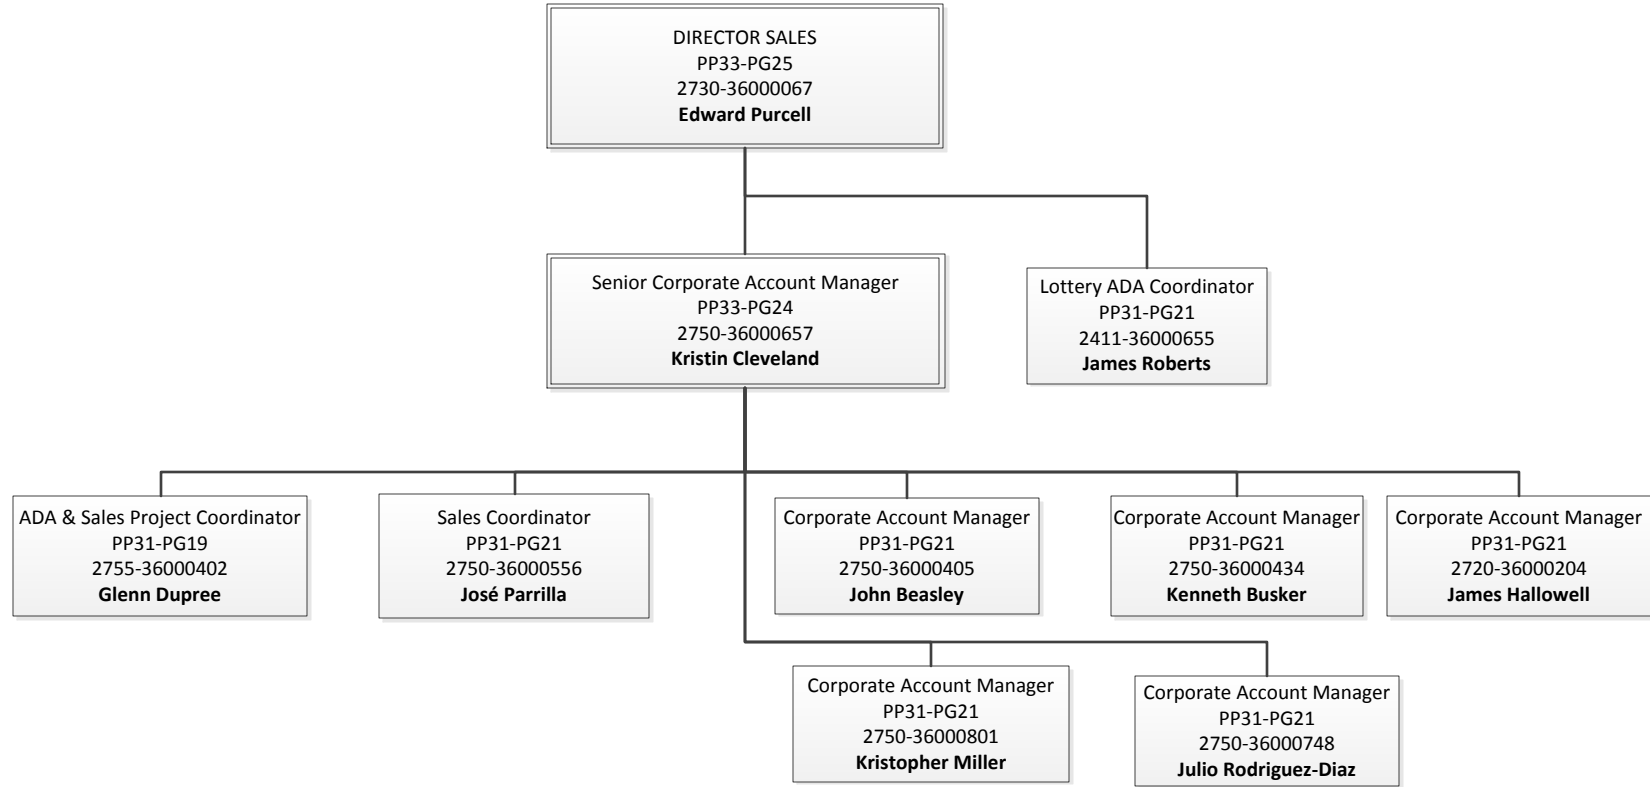 DIRECTOR SALES
PP33-PG25
2730-36000067
Edward Purcell
Senior Corporate Account Manager
PP33-PG24
2750-36000657
Kristin Cleveland
Lottery ADA Coordinator
PP31-PG21
2411-36000655
James Roberts
ADA & Sales Project Coordinator
PP31-PG19
2755-36000402
Glenn Dupree
Sales Coordinator
PP31-PG21
2750-36000556
José Parrilla
Corporate Account Manager
PP31-PG21
2750-36000405
John Beasley
Corporate Account Manager
PP31-PG21
2750-36000434
Kenneth Busker
Corporate Account Manager
PP31-PG21
2720-36000204
James Hallowell
Corporate Account Manager
PP31-PG21
2750-36000801
Kristopher Miller
Corporate Account Manager
PP31-PG21
2750-36000748
Julio Rodriguez-Diaz